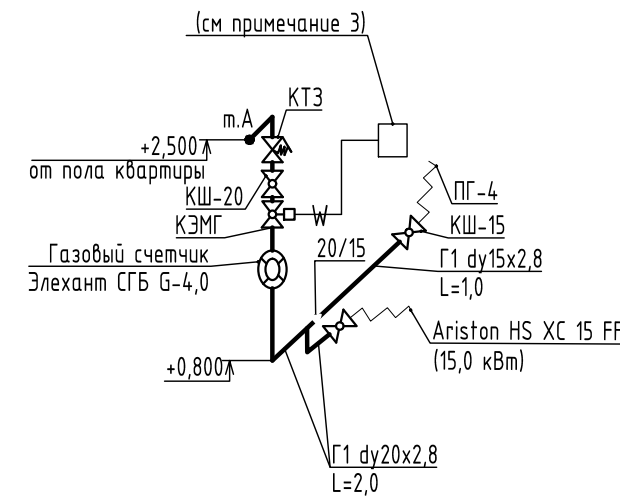 (см примечание 3)
КТЗ
т.А
+2,500
от пола квартиры
ПГ-4
КШ-20
КЭМГ
КШ-15
Газовый счетчик
Элехант СГБ G-4,0
20/15
Г1 dy15x2,8
L=1,0
Ariston HS XC 15 FF
(15,0 кВт)
+0,800
Г1 dy20x2,8
L=2,0